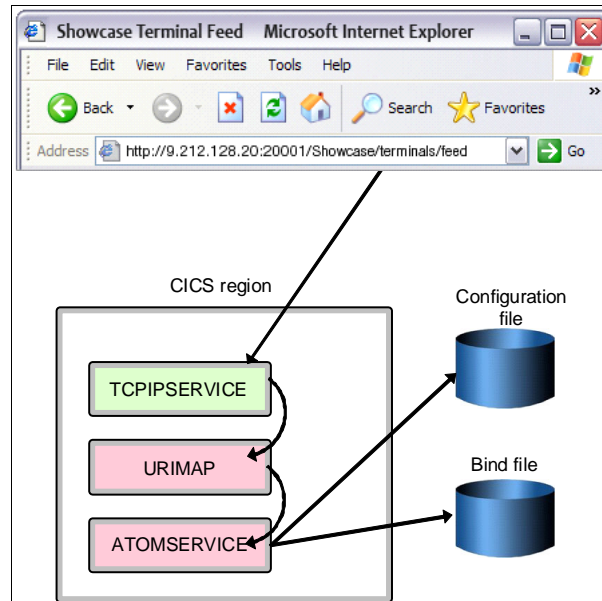 Showcase Terminal Feed Microsoft Internet Explorer
File Edit View Favorites Tools Help
Back Search Favorites »
Address http://9.212.128.20:20001/Showcase/terminals/feed Go
CICS region
Configuration
file
TCPIPSERVICE
URIMAP
Bind file
ATOMSERVICE